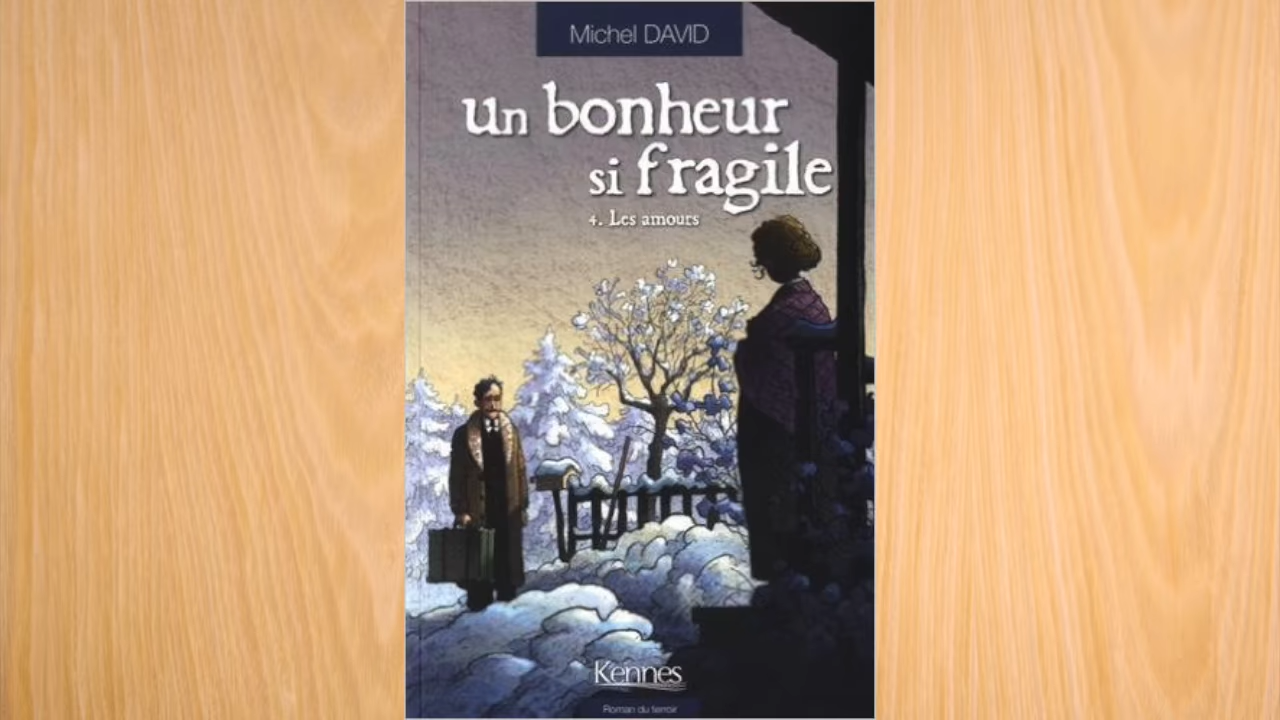 Michel DAVID
un bonheur
si fragile
4. Les amours
Kennes
Roman du terroir